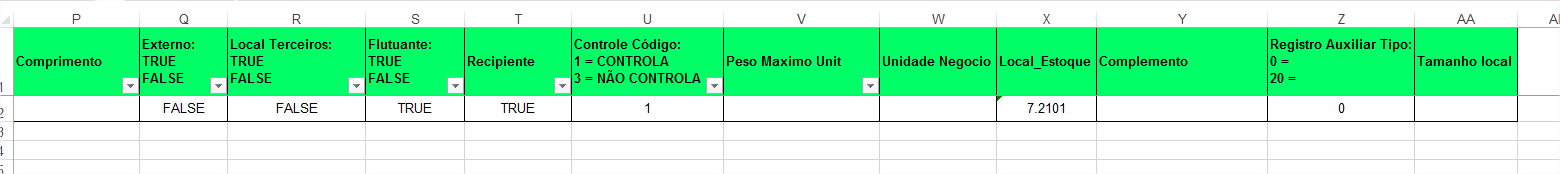 P Q R S T U V W X Y Z AA
1
Comprimento
Externo:
TRUE
FALSE
Local Terceiros:
TRUE
FALSE
Flutuante:
TRUE
FALSE
Recipiente
Controle Código:
1 = CONTROLA
3 = NÃO CONTROLA
Peso Maximo Unit
Unidade Negocio
Local_Estoque
Complemento
Registro Auxiliar Tipo:
0 =
20 =
Tamanho local
2 FALSE FALSE TRUE TRUE 1 7.2101 0
3
4
5